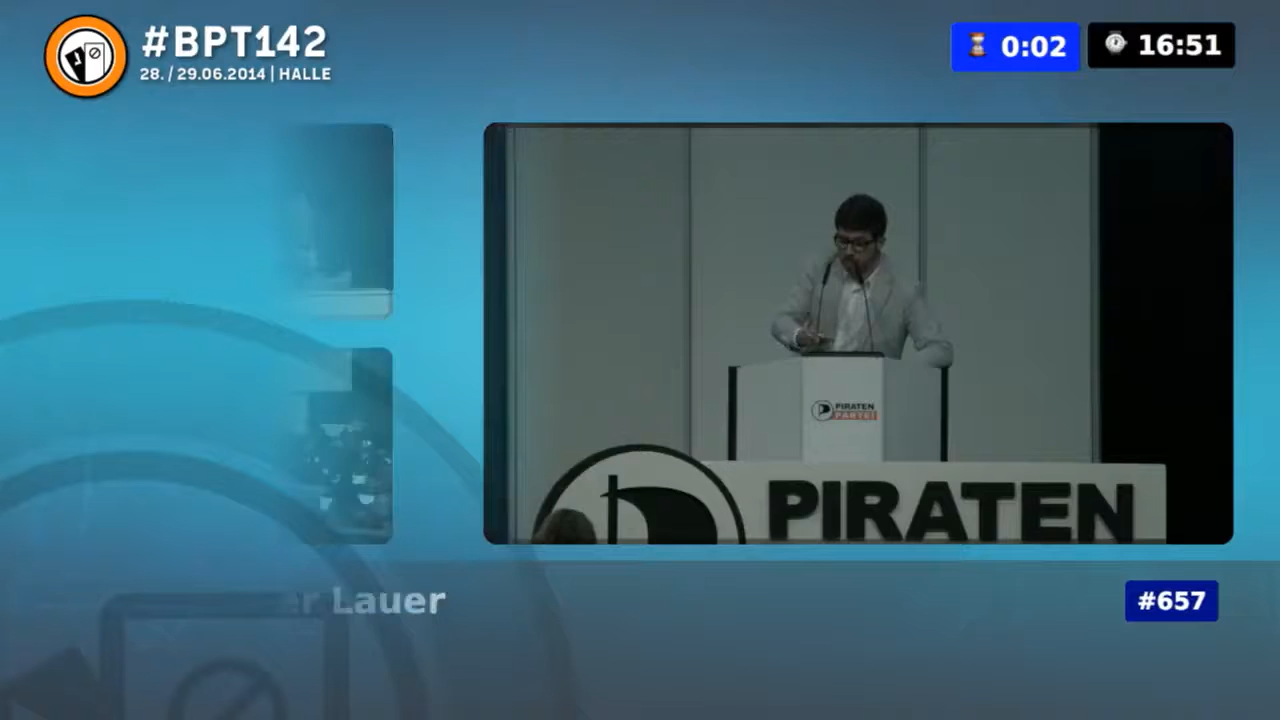 #BPT142
28. / 29.06.2014 | HALLE
0:02
16:51
PIRATEN
PARTEI
PIRATEN
Lauer
#657